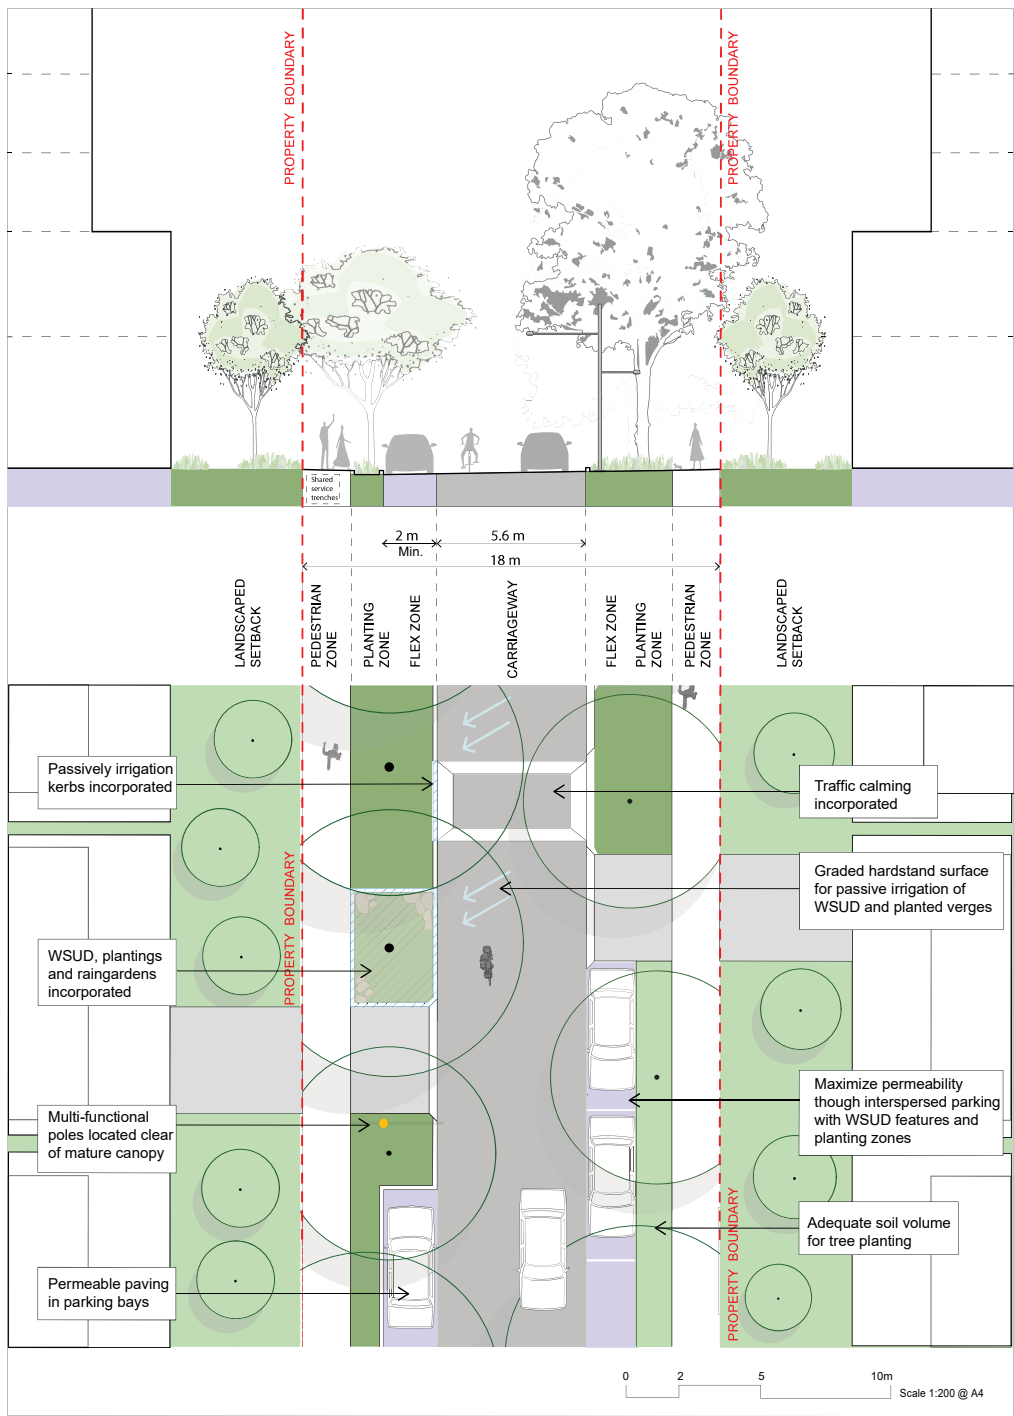 PROPERTY BOUNDARY
PROPERTY BOUNDARY
Shared
service
trenches
2 m
Min.
5.6 m
18 m
LANDSCAPED
SETBACK
PEDESTRIAN
ZONE
PLANTING
ZONE
FLEX ZONE
CARRIAGEWAY
FLEX ZONE
PLANTING
ZONE
PEDESTRIAN
ZONE
LANDSCAPED
SETBACK
Passively irrigation
kerbs incorporated
Traffic calming
incorporated
Graded hardstand surface
for passive irrigation of
WSUD and planted verges
PROPERTY BOUNDARY
WSUD, plantings
and raingardens
incorporated
Maximize permeability
though interspersed parking
with WSUD features and
planting zones
Multi-functional
poles located clear
of mature canopy
PROPERTY BOUNDARY
Adequate soil volume
for tree planting
Permeable paving
in parking bays
0 2 5 10m
Scale 1:200 @ A4